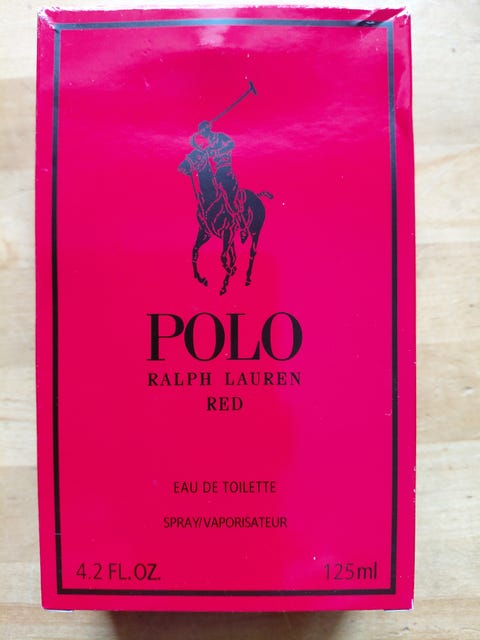 POLO
RALPH LAUREN
RED
EAU DE TOILETTE
SPRAY/VAPORISATEUR
4.2 FL.OZ. 125ml